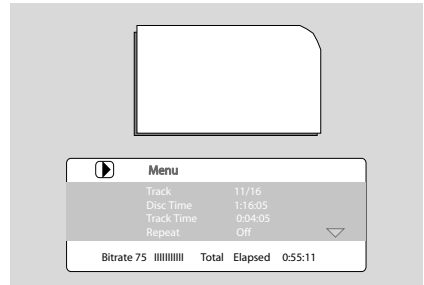 Menu
Track 11/16
Disc Time 1:16:05
Track Time 0:04:05
Repeat Off
Bitrate 75 IIIIIIIIII Total Elapsed 0:55:11